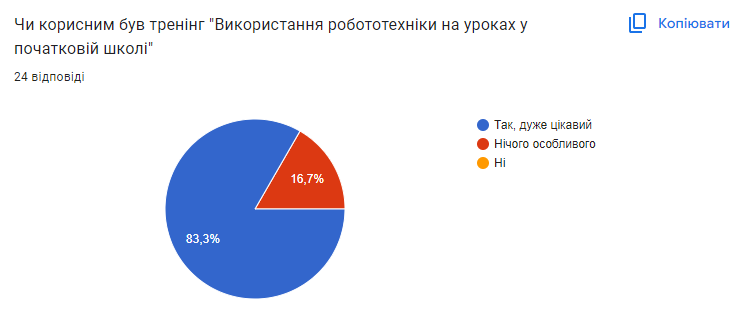 Чи корисним був тренінг "Використання робототехніки на уроках у
початковій школі"
Копіювати
24 відповіді
Так, дуже цікавий
Нічого особливого
Ні
16,7%
83,3%